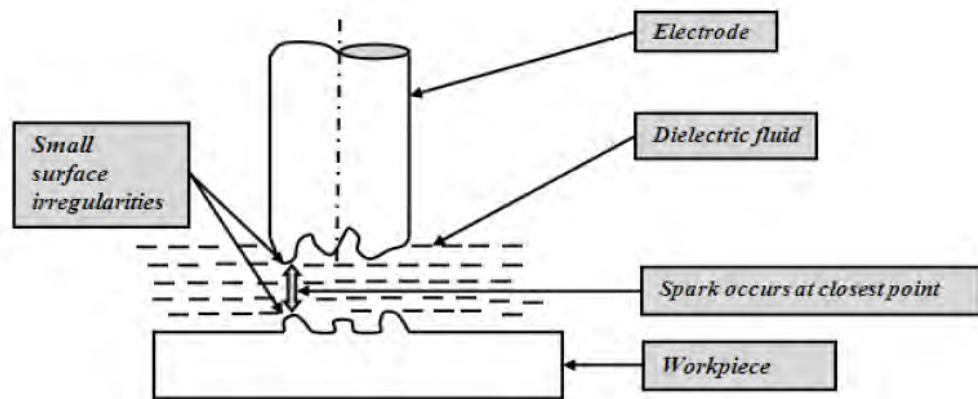 Electrode
Dielectric fluid
Small
surface
irregularities
Spark occurs at closest point
Workpiece